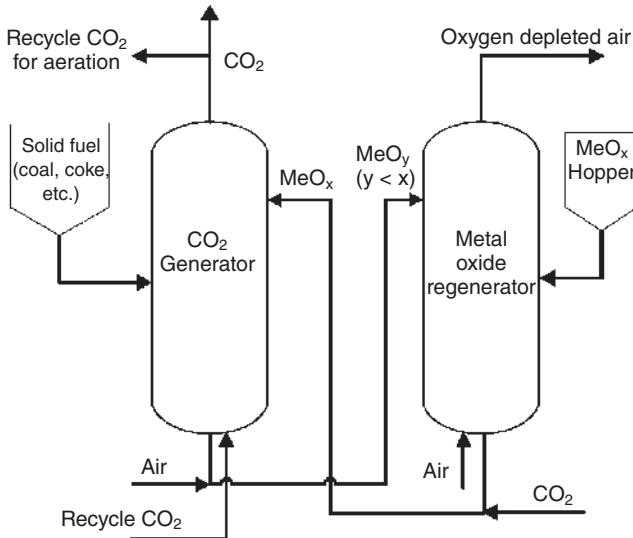 Recycle CO₂
for aeration
CO₂
Oxygen depleted air
Solid fuel
(coal, coke,
etc.)
MeOₓ
MeOᵧ
(y < x)
MeOₓ
Hopper
CO₂
Generator
Metal
oxide
regenerator
Air
Recycle CO₂
Air
CO₂